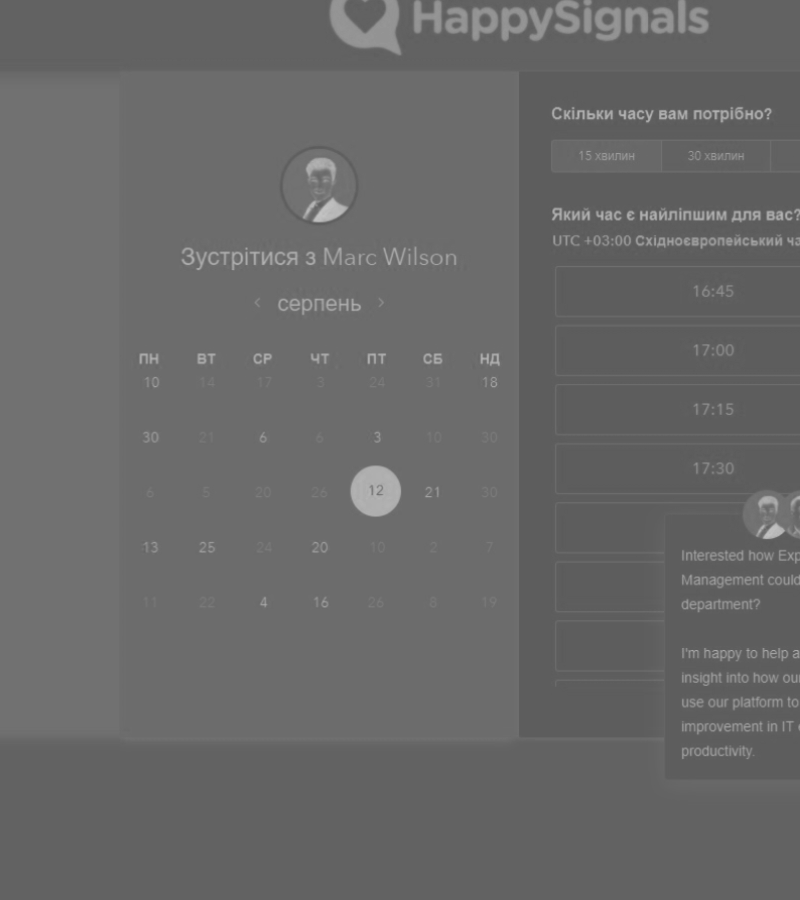 HappySignals
Зустрітися з Marc Wilson
серпень
ПН ВТ СР ЧТ ПТ СБ НД
10 14 17 3 24 31 18
30 21 6 6 3 10 30
6 5 20 26 12 21 30
13 25 24 20 10 2 7
11 22 4 16 26 8 19
Скільки часу вам потрібно?
15 хвилин 30 хвилин
Який час є найліпшим для вас?
UTC +03:00 Східноєвропейський ча
16:45
17:00
17:15
17:30
Interested how Exp
Management could
department?
I'm happy to help a
insight into how our
use our platform to
improvement in IT
productivity.